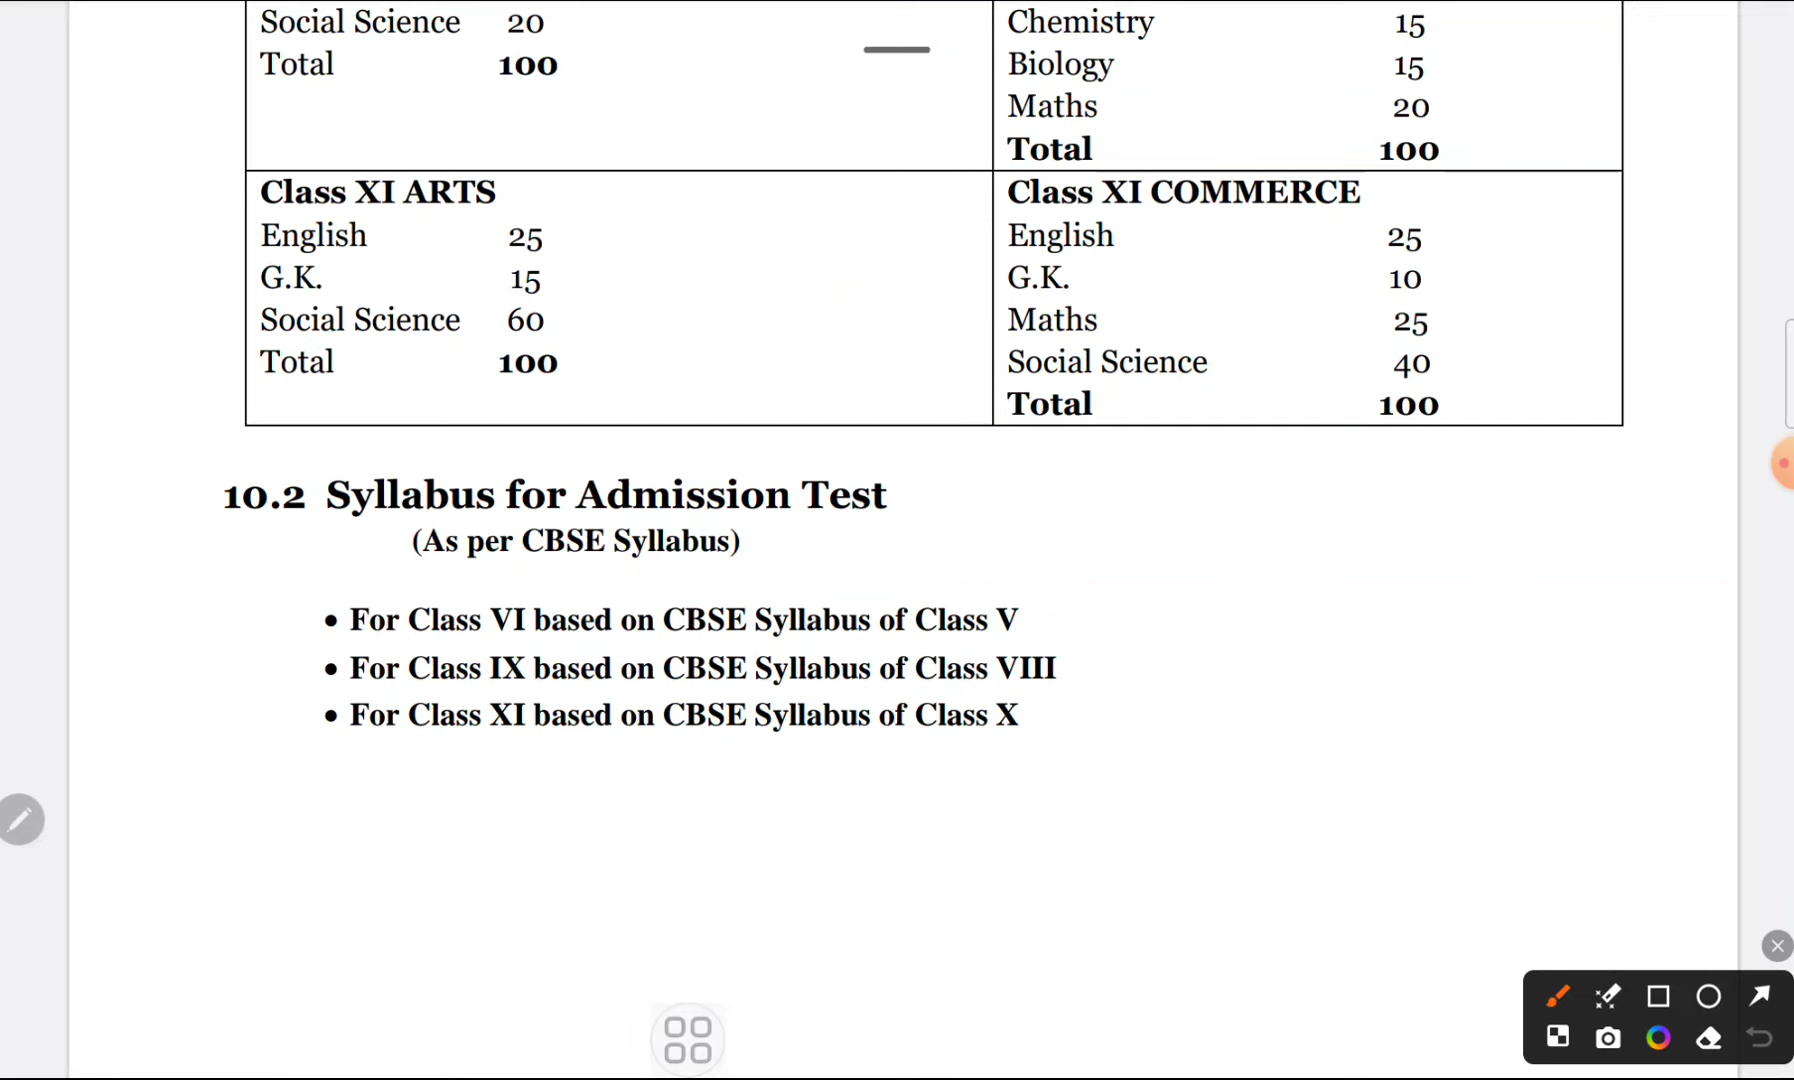 Social Science 20
Total 100
Chemistry 15
Biology 15
Maths 20
Total 100
Class XI ARTS
English 25
G.K. 15
Social Science 60
Total 100
Class XI COMMERCE
English 25
G.K. 10
Maths 25
Social Science 40
Total 100
10.2 Syllabus for Admission Test
(As per CBSE Syllabus)
• For Class VI based on CBSE Syllabus of Class V
• For Class IX based on CBSE Syllabus of Class VIII
• For Class XI based on CBSE Syllabus of Class X